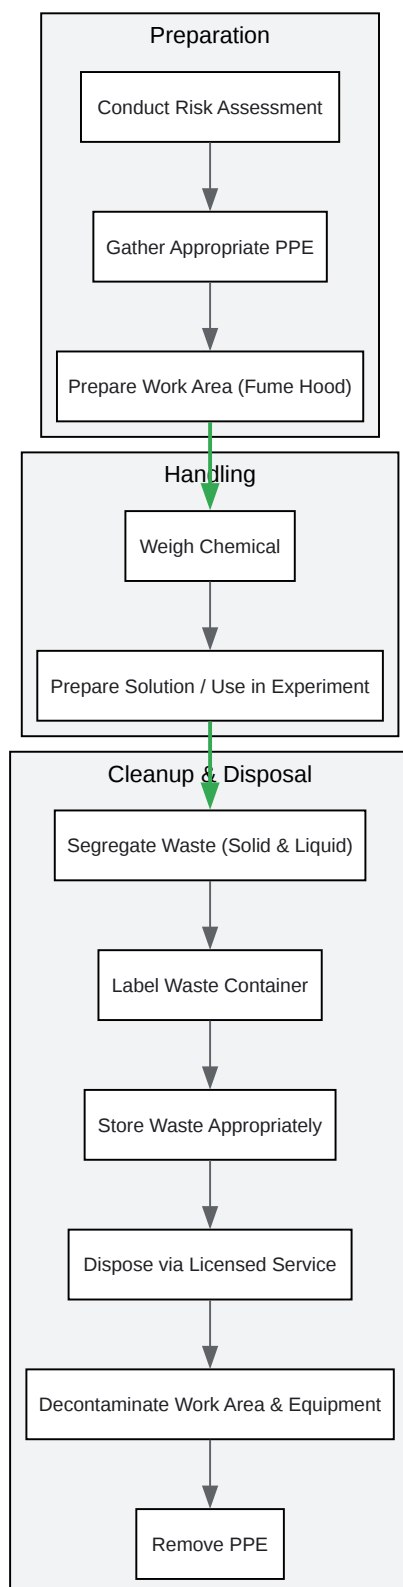 Preparation
Conduct Risk Assessment
Gather Appropriate PPE
Prepare Work Area (Fume Hood)
Handling
Weigh Chemical
Prepare Solution / Use in Experiment
Cleanup & Disposal
Segregate Waste (Solid & Liquid)
Label Waste Container
Store Waste Appropriately
Dispose via Licensed Service
Decontaminate Work Area & Equipment
Remove PPE